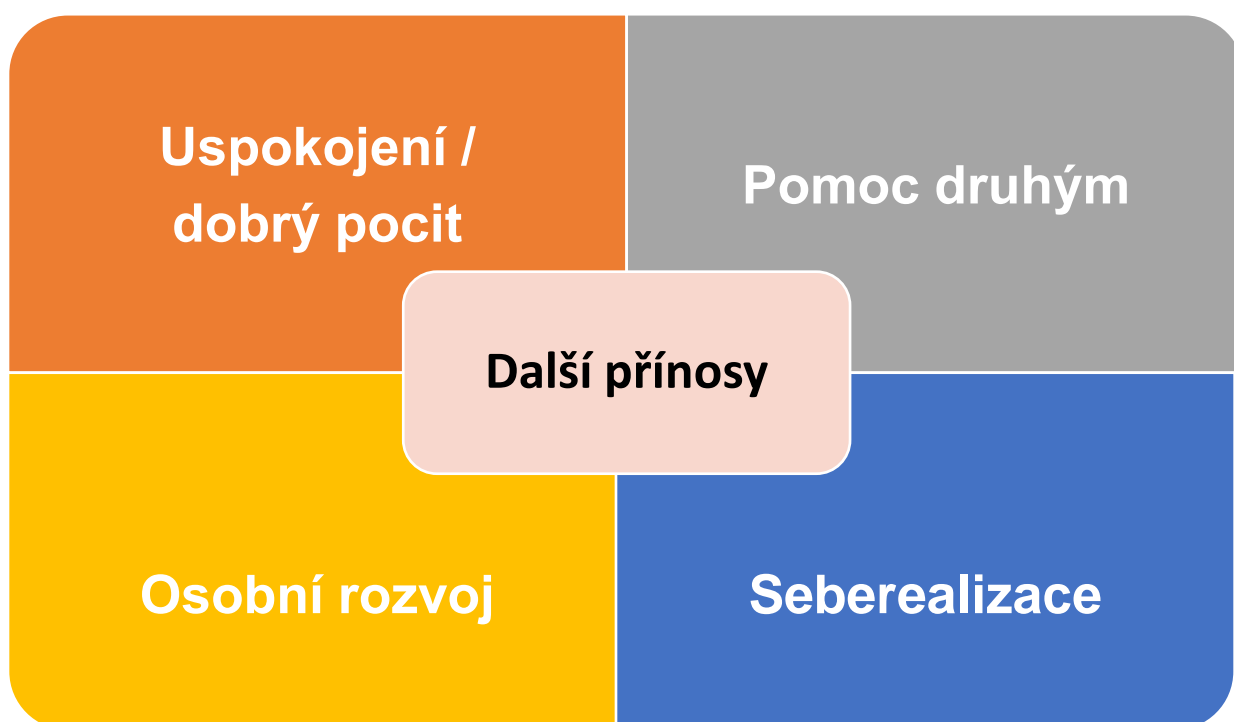 Uspokojení /
dobrý pocit
Pomoc druhým
Další přínosy
Osobní rozvoj
Seberealizace